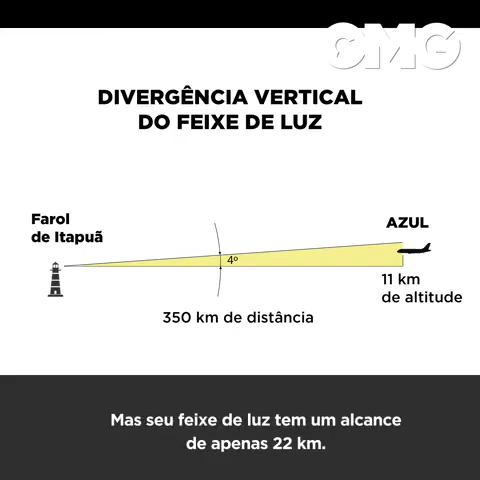 OMG
DIVERGÊNCIA VERTICAL
DO FEIXE DE LUZ
Farol
de Itapuã
AZUL
4º
11 km
de altitude
350 km de distância
Mas seu feixe de luz tem um alcance
de apenas 22 km.